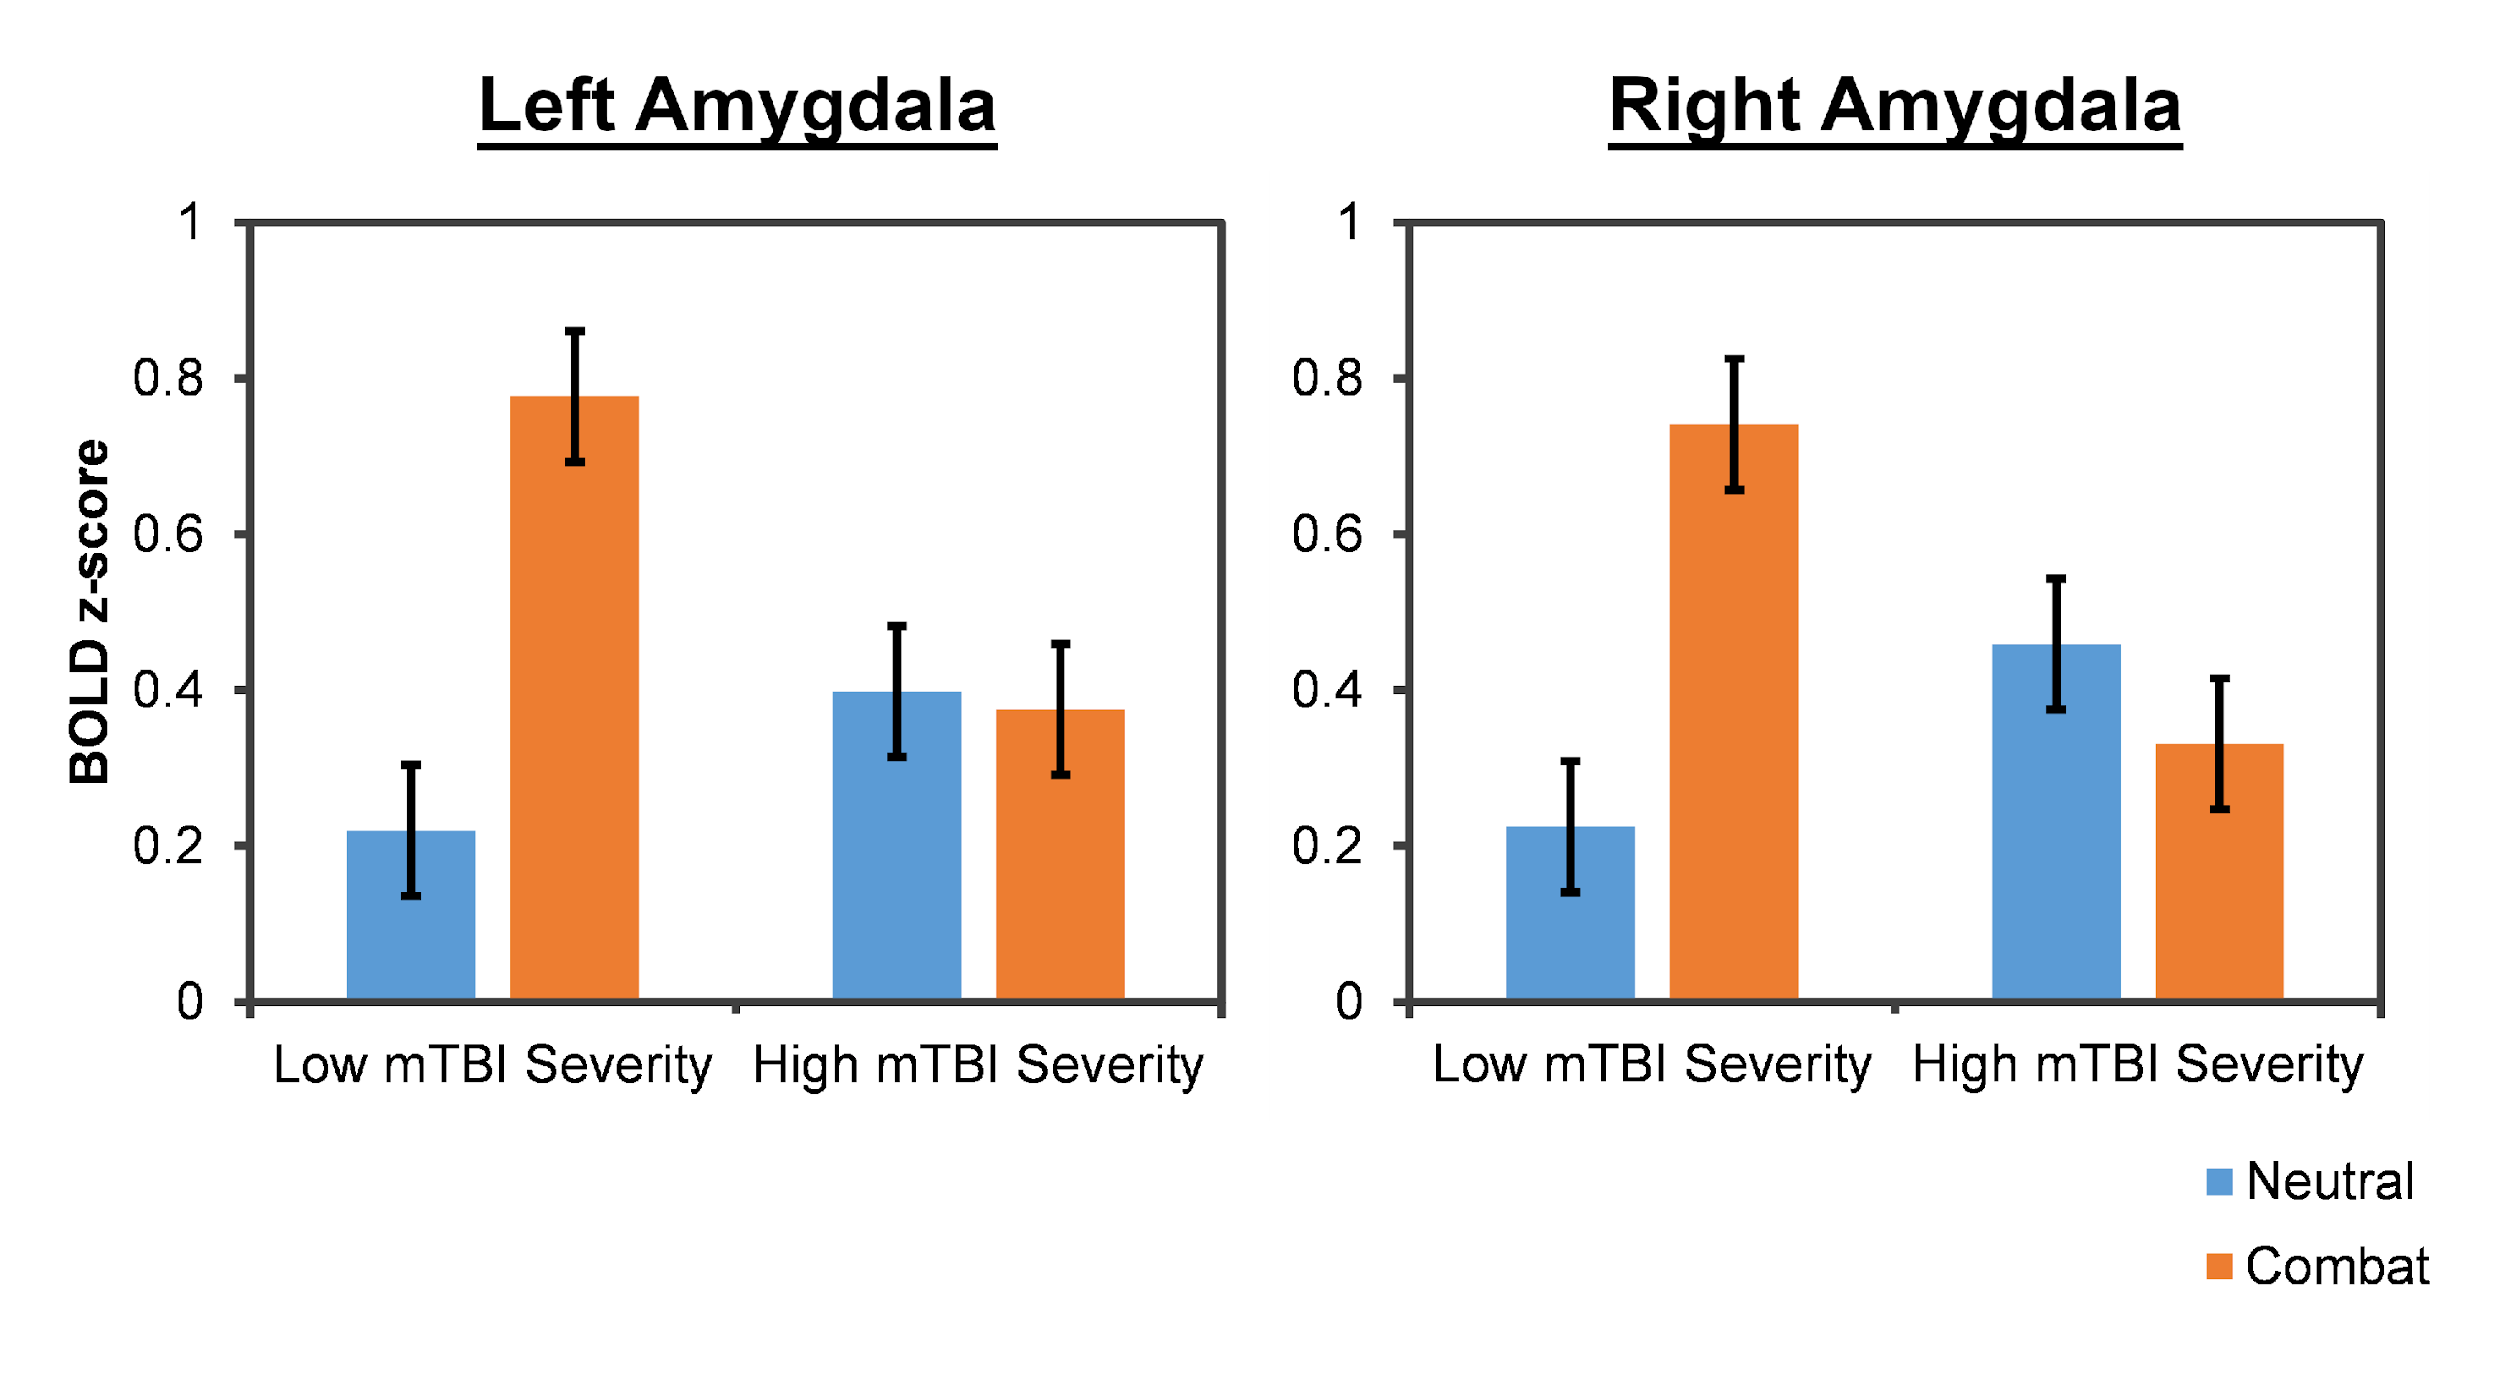 Left Amygdala
Right Amygdala
BOLD z-score
1
0.8
0.6
0.4
0.2
0
1
0.8
0.6
0.4
0.2
0
Low mTBI Severity
High mTBI Severity
Low mTBI Severity
High mTBI Severity
Neutral
Combat